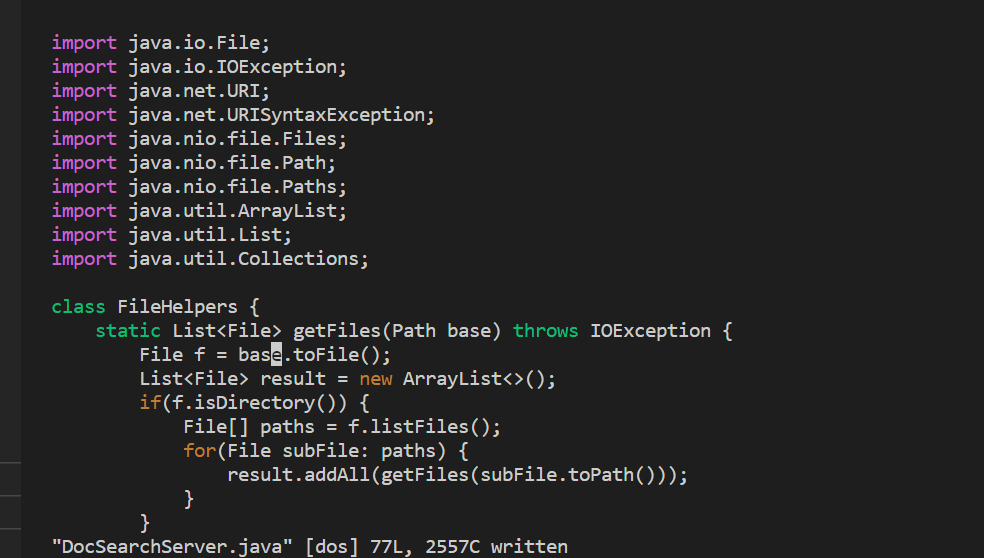 import java.io.File;
import java.io.IOException;
import java.net.URI;
import java.net.URISyntaxException;
import java.nio.file.Files;
import java.nio.file.Path;
import java.nio.file.Paths;
import java.util.ArrayList;
import java.util.List;
import java.util.Collections;

class FileHelpers {
    static List<File> getFiles(Path base) throws IOException {
        File f = base.toFile();
        List<File> result = new ArrayList<>();
        if(f.isDirectory()) {
            File[] paths = f.listFiles();
            for(File subFile: paths) {
                result.addAll(getFiles(subFile.toPath()));
            }
        }
"DocSearchServer.java" [dos] 77L, 2557C written